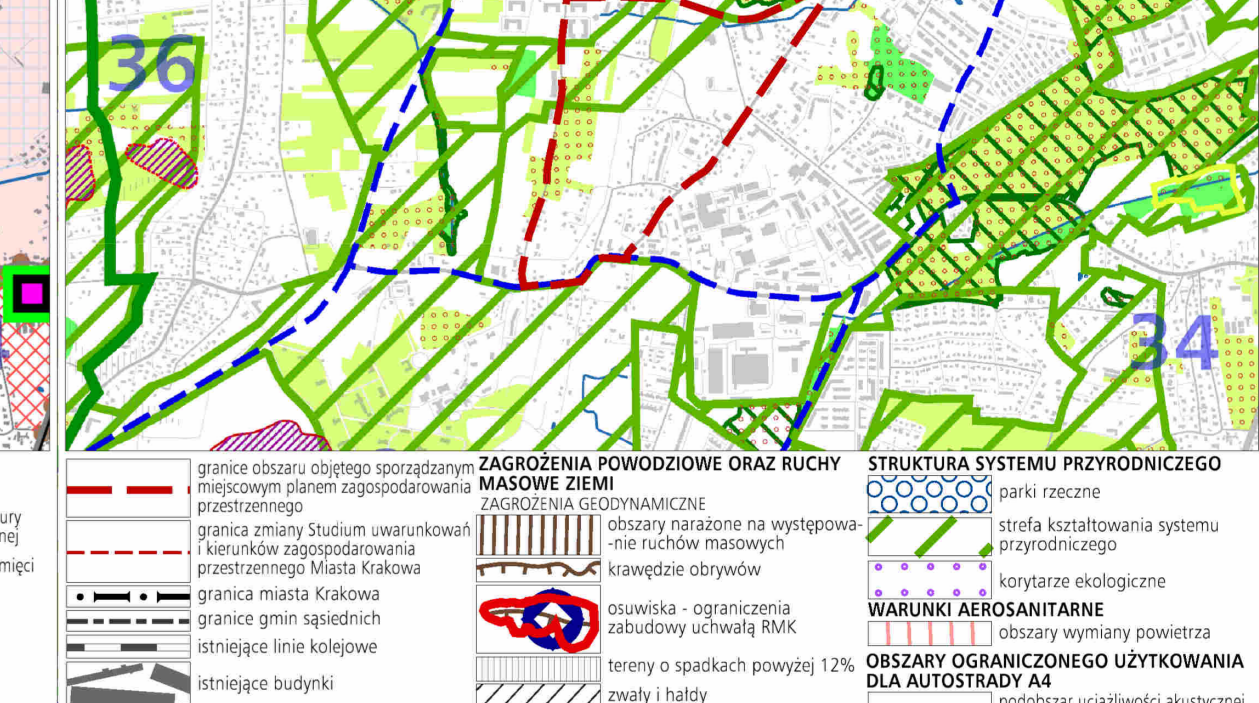 36
34
ury
nej
mięci
granice obszaru objętego sporządzanym
miejscowym planem zagospodarowania
przestrzennego
granica zmiany Studium uwarunkowań
i kierunków zagospodarowania
przestrzennego Miasta Krakowa
granica miasta Krakowa
granice gmin sąsiednich
istniejące linie kolejowe
istniejące budynki
ZAGROŻENIA POWODZIOWE ORAZ RUCHY
MASOWE ZIEMI
ZAGROŻENIA GEODYNAMICZNE
obszary narażone na występowa-
-nie ruchów masowych
krawędzie obrywów
osuwiska - ograniczenia
zabudowy uchwałą RMK
tereny o spadkach powyżej 12%
zwały i hałdy
STRUKTURA SYSTEMU PRZYRODNICZEGO
parki rzeczne
strefa kształtowania systemu
przyrodniczego
korytarze ekologiczne
WARUNKI AEROSANITARNE
obszary wymiany powietrza
OBSZARY OGRANICZONEGO UŻYTKOWANIA
DLA AUTOSTRADY A4
podobszar uciążliwości akustycznej